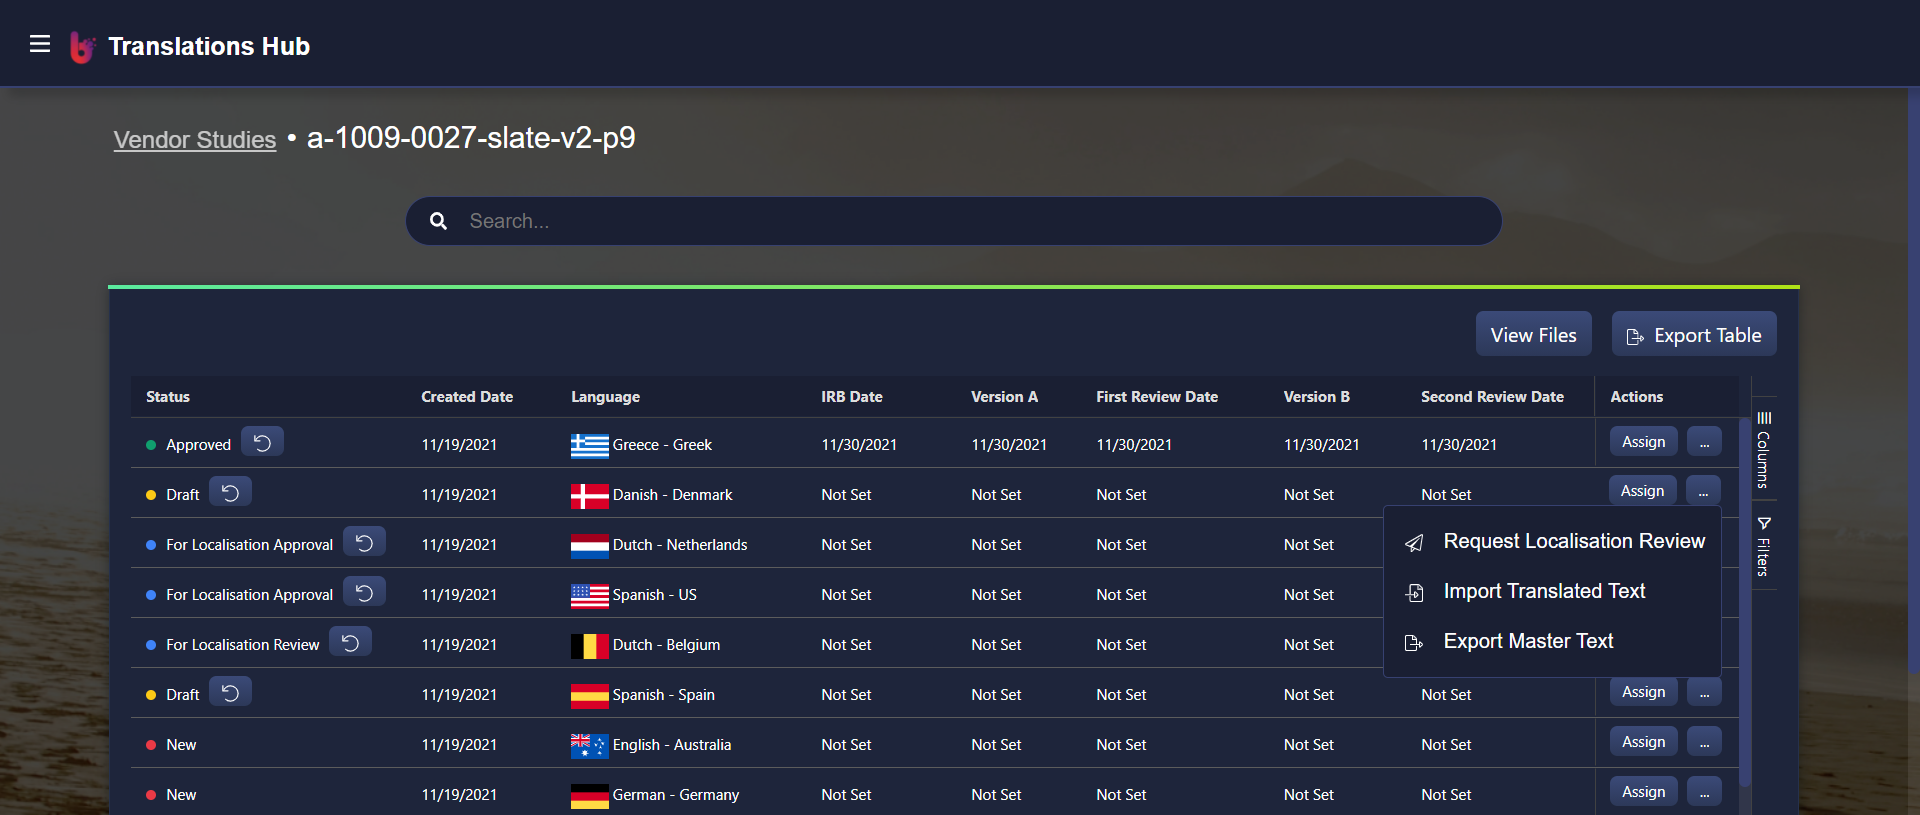 Translations Hub
Vendor Studies • a-1009-0027-slate-v2-p9
Search...
View Files Export Table
Status Created Date Language IRB Date Version A First Review Date Version B Second Review Date Actions
Approved 11/19/2021 Greece - Greek 11/30/2021 11/30/2021 11/30/2021 11/30/2021 11/30/2021 Assign ...
Draft 11/19/2021 Danish - Denmark Not Set Not Set Not Set Not Set Not Set Assign ...
For Localisation Approval 11/19/2021 Dutch - Netherlands Not Set Not Set Not Set Not Set
For Localisation Approval 11/19/2021 Spanish - US Not Set Not Set Not Set Not Set
For Localisation Review 11/19/2021 Dutch - Belgium Not Set Not Set Not Set Not Set
Draft 11/19/2021 Spanish - Spain Not Set Not Set Not Set Not Set Not Set Assign ...
New 11/19/2021 English - Australia Not Set Not Set Not Set Not Set Not Set Assign ...
New 11/19/2021 German - Germany Not Set Not Set Not Set Not Set Not Set Assign ...
Request Localisation Review
Import Translated Text
Export Master Text
Columns
Filters